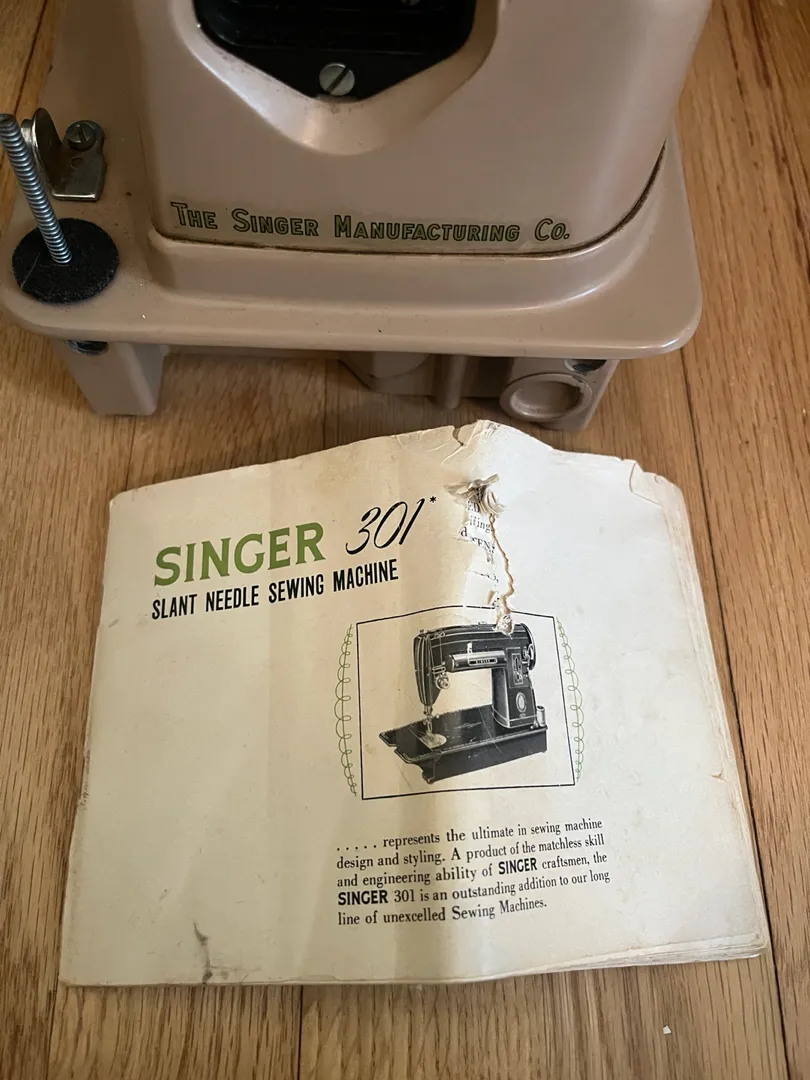 THE SINGER MANUFACTURING CO.
SINGER 301*
SLANT NEEDLE SEWING MACHINE
SINGER
. . . . . represents the ultimate in sewing machine
design and styling. A product of the matchless skill
and engineering ability of SINGER craftsmen, the
SINGER 301 is an outstanding addition to our long
line of unexcelled Sewing Machines.